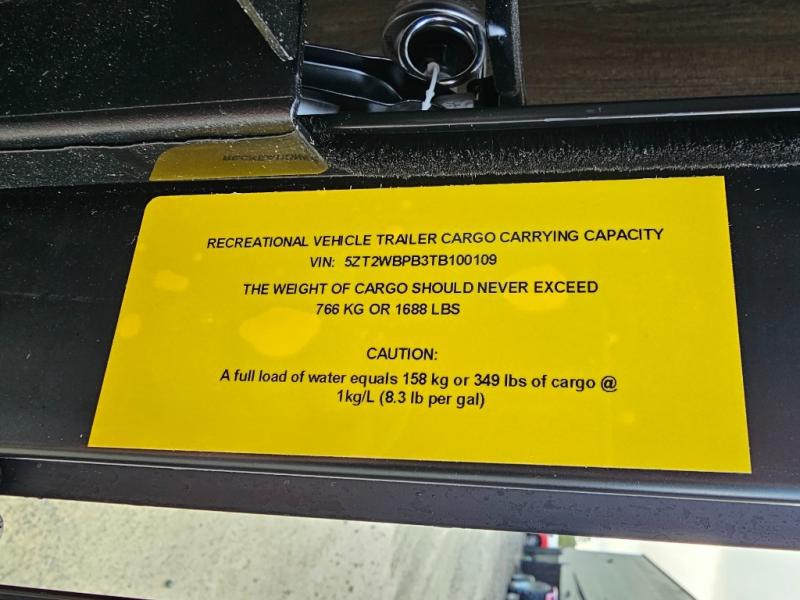 RECREATIONAL VEHICLE TRAILER CARGO CARRYING CAPACITY
VIN: 5ZT2WBPB3TB100109
THE WEIGHT OF CARGO SHOULD NEVER EXCEED
766 KG OR 1688 LBS
CAUTION:
A full load of water equals 158 kg or 349 lbs of cargo @
1kg/L (8.3 lb per gal)